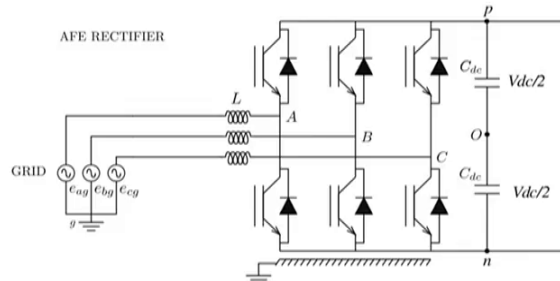 p
AFE RECTIFIER
C_dc
Vdc/2
L
A
B
O
C
C_dc
GRID
e_ag
e_bg
e_cg
Vdc/2
g
n